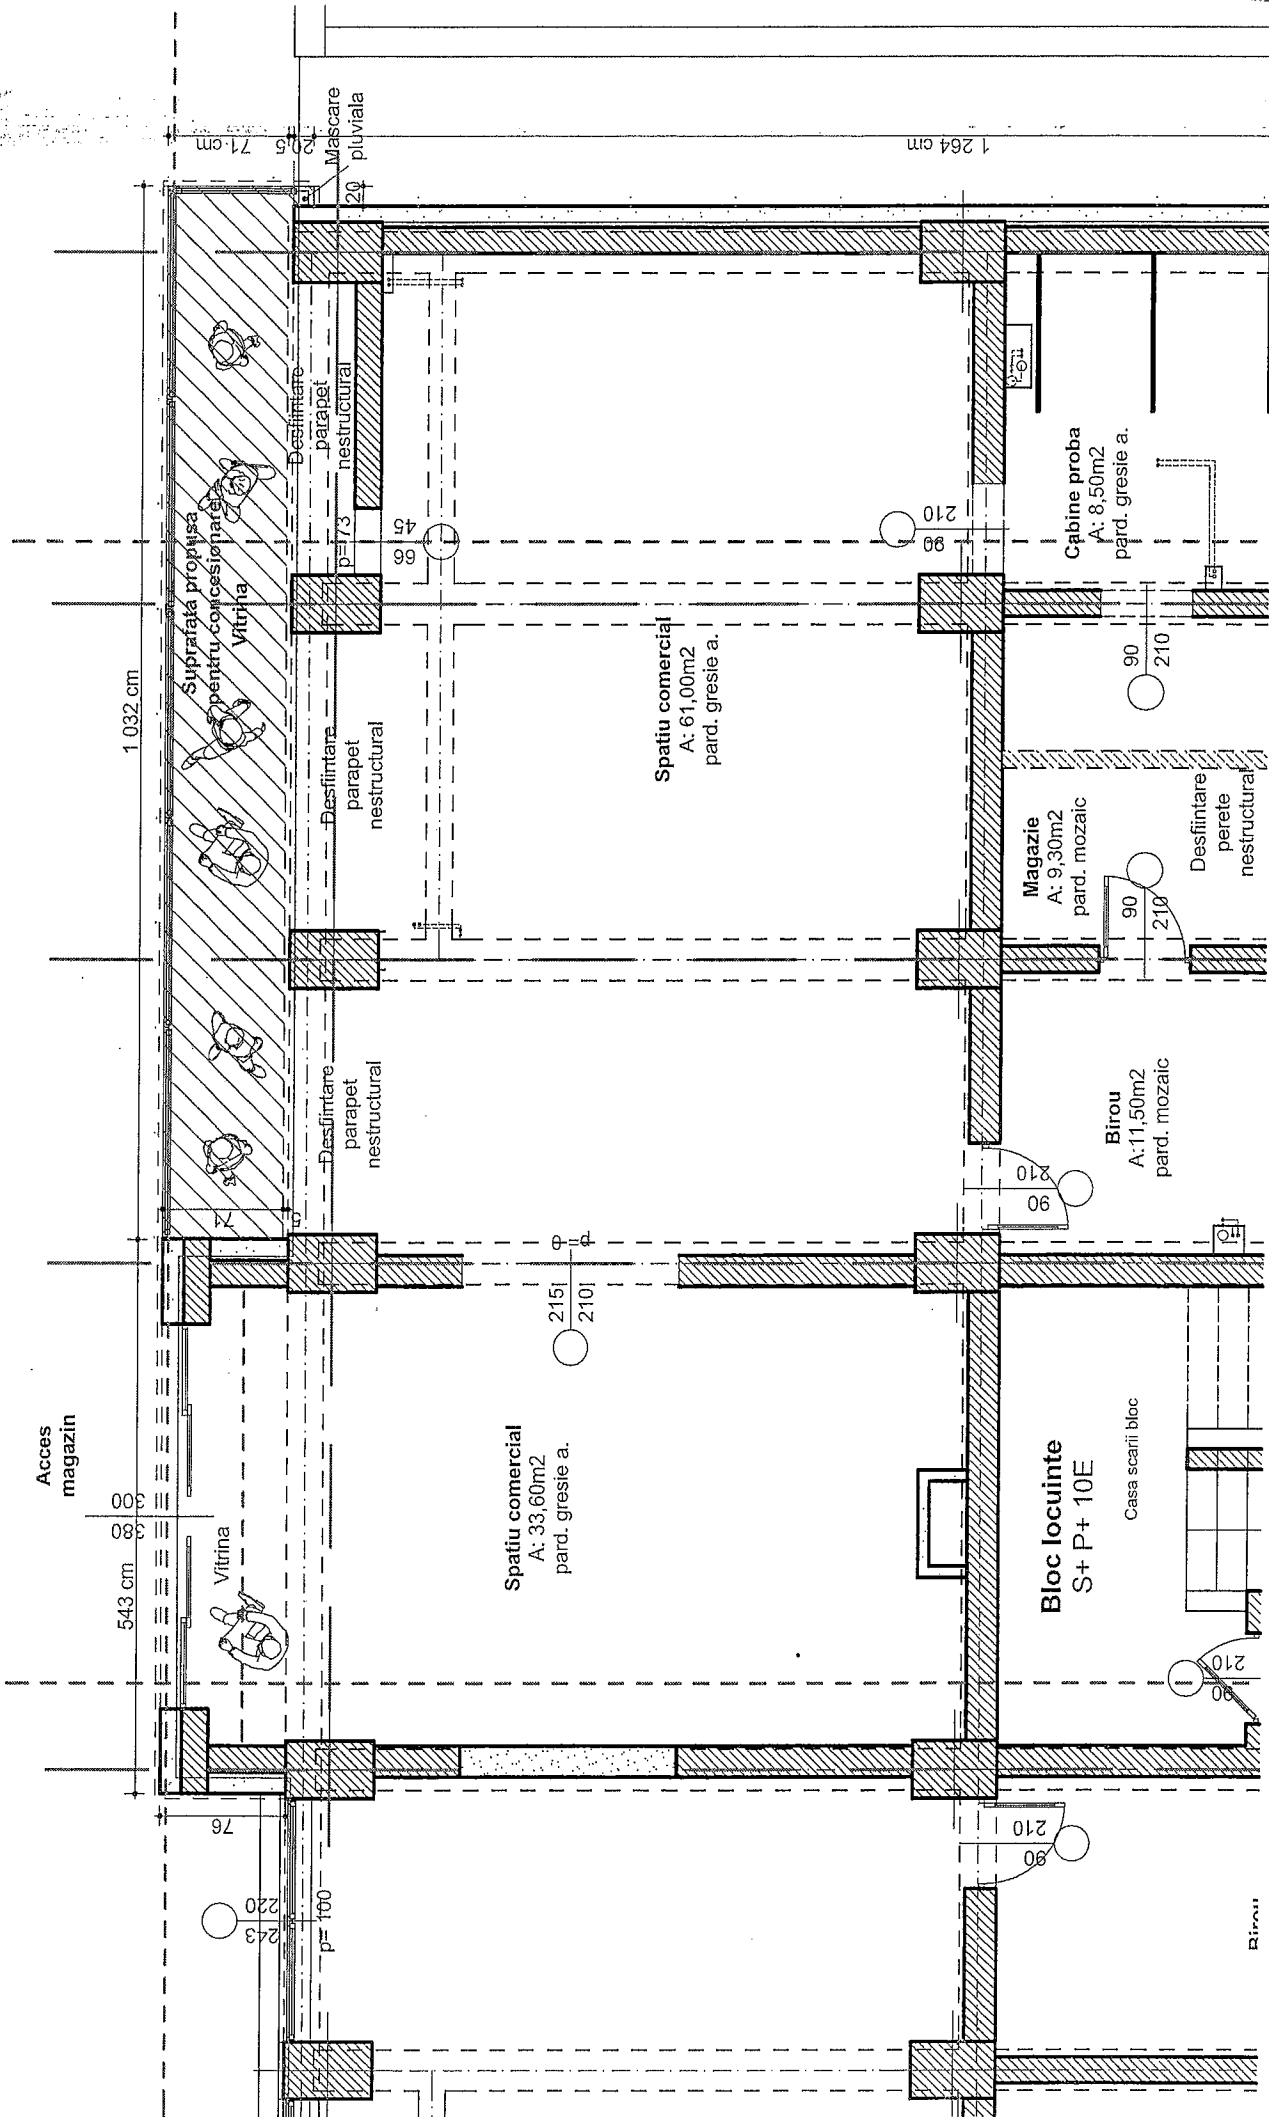 Acces
magazin
300
380
543 cm
1 032 cm
71 cm
20,5
20
1 264 cm
Mascare
pluviala
Suprafata propusa
pentru concesionare
Vitrina
Desfiintare
parapet
nestructural
Desfiintare
parapet
nestructural
Desfiintare
parapet
nestructural
p= 73
45
66
210
90
Spatiu comercial
A: 61,00m2
pard. gresie a.
Cabine proba
A: 8,50m2
pard. gresie a.
90
210
Magazie
A: 9,30m2
pard. mozaic
90
210
Desfiintare
perete
nestructural
Birou
A:11,50m2
pard. mozaic
210
90
71
5
p= 0
215
210
Vitrina
Spatiu comercial
A: 33,60m2
pard. gresie a.
Bloc locuinte
S+ P+ 10E
Casa scarii bloc
210
90
76
220
243
p= 100
210
90
Birou